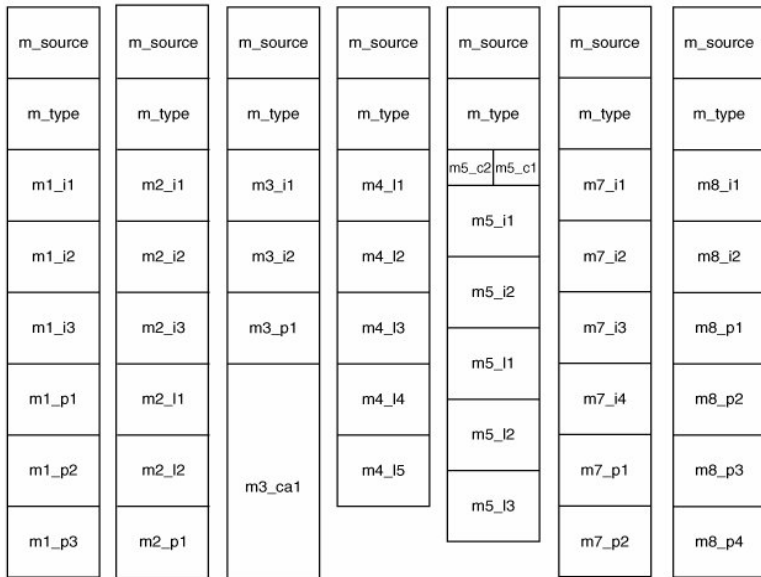 m_source
m_type
m1_i1
m1_i2
m1_i3
m1_p1
m1_p2
m1_p3
m_source
m_type
m2_i1
m2_i2
m2_i3
m2_l1
m2_l2
m2_p1
m_source
m_type
m3_i1
m3_i2
m3_p1
m3_ca1
m_source
m_type
m4_l1
m4_l2
m4_l3
m4_l4
m4_l5
m_source
m_type
m5_c2 m5_c1
m5_i1
m5_i2
m5_l1
m5_l2
m5_l3
m_source
m_type
m7_i1
m7_i2
m7_i3
m7_i4
m7_p1
m7_p2
m_source
m_type
m8_i1
m8_i2
m8_p1
m8_p2
m8_p3
m8_p4